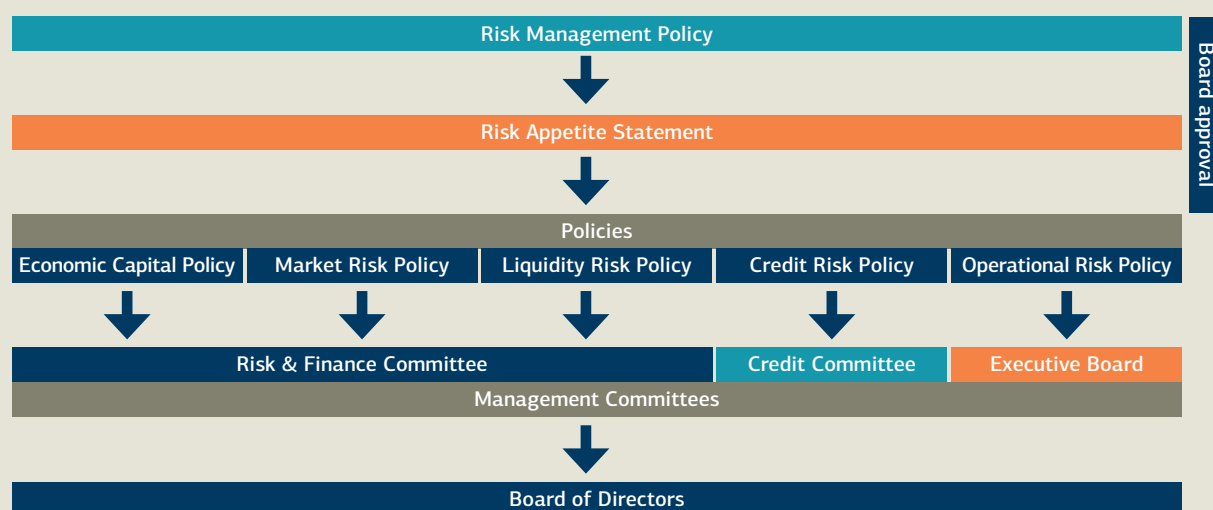 Risk Management Policy
Board approval
Risk Appetite Statement
Policies
Economic Capital Policy
Market Risk Policy
Liquidity Risk Policy
Credit Risk Policy
Operational Risk Policy
Risk & Finance Committee
Credit Committee
Executive Board
Management Committees
Board of Directors